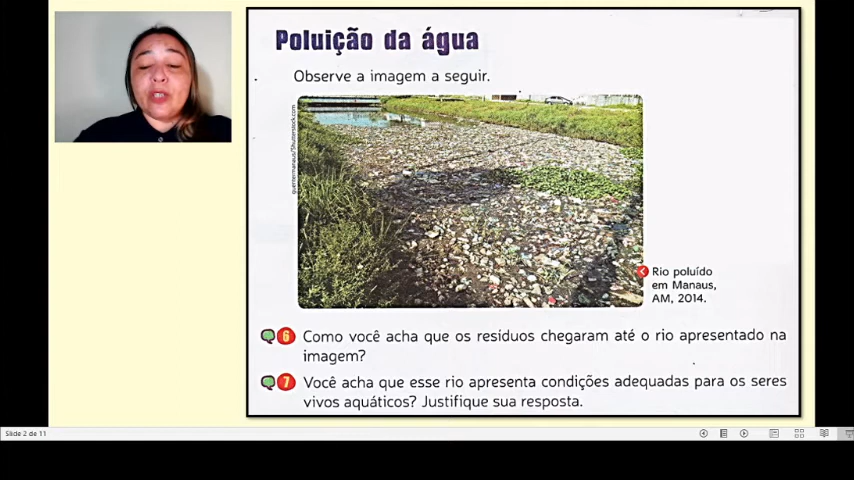 Poluição da água
Observe a imagem a seguir.
Rio poluído
em Manaus,
AM, 2014.
6 Como você acha que os resíduos chegaram até o rio apresentado na
imagem?
7 Você acha que esse rio apresenta condições adequadas para os seres
vivos aquáticos? Justifique sua resposta.
Slide 2 de 11